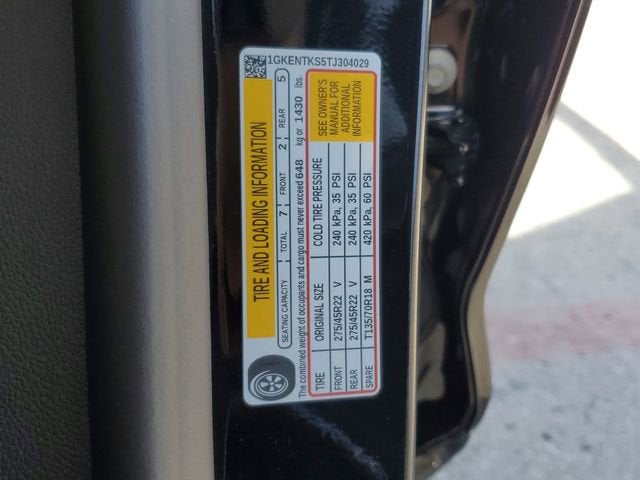 1GKENTKS5TJ304029
TIRE AND LOADING INFORMATION
SEATING CAPACITY TOTAL 7 FRONT 2 REAR 5
The combined weight of occupants and cargo must never exceed 648 kg or 1430 lbs.
TIRE ORIGINAL SIZE COLD TIRE PRESSURE
FRONT 275/45R22 V 240 kPa, 35 PSI
REAR 275/45R22 V 240 kPa, 35 PSI
SPARE T135/70R18 M 420 kPa, 60 PSI
SEE OWNER'S
MANUAL FOR
ADDITIONAL
INFORMATION